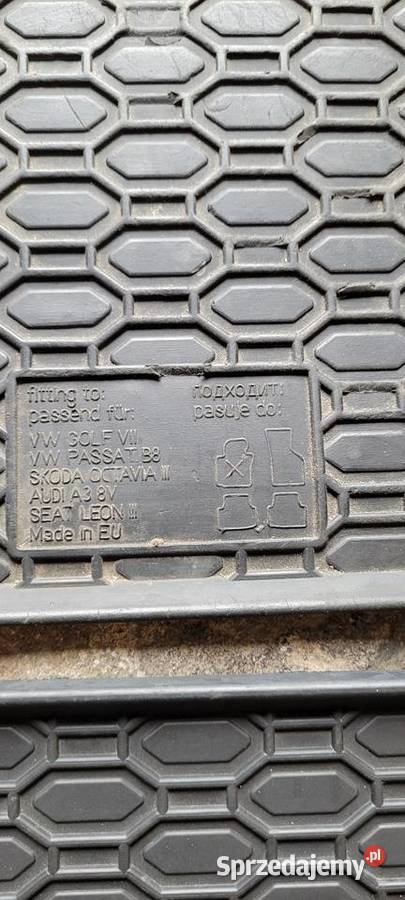 fitting to:
passend für:
подходит:
pasuje do:
VW GOLF VII
VW PASSAT B8
SKODA OCTAVIA III
AUDI A3 8V
SEAT LEON III
Made in EU
Sprzedajemy.pl